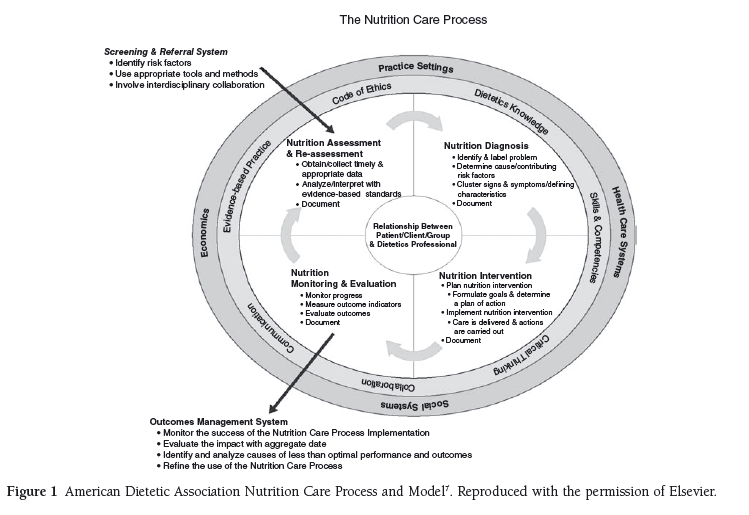 The Nutrition Care Process
Screening & Referral System
• Identify risk factors
• Use appropriate tools and methods
• Involve interdisciplinary collaboration
Practice Settings
Code of Ethics
Dietetics Knowledge
Evidence-based Practice
Economics
Skills & Competencies
Health Care Systems
Nutrition Assessment
& Re-assessment
• Obtain/collect timely &
appropriate data
• Analyze/interpret with
evidence-based standards
• Document
Nutrition Diagnosis
• Identify & label problem
• Determine cause/contributing
risk factors
• Cluster signs & symptoms/defining
characteristics
• Document
Relationship Between
Patient/Client/Group
& Dietetics Professional
Nutrition
Monitoring & Evaluation
• Monitor progress
• Measure outcome indicators
• Evaluate outcomes
• Document
Nutrition Intervention
• Plan nutrition intervention
• Formulate goals & determine
a plan of action
• Implement nutrition intervention
• Care is delivered & actions
are carried out
• Document
Communication
Collaboration
Critical Thinking
Social Systems
Outcomes Management System
• Monitor the success of the Nutrition Care Process Implementation
• Evaluate the impact with aggregate date
• Identify and analyze causes of less than optimal performance and outcomes
• Refine the use of the Nutrition Care Process
Figure 1 American Dietetic Association Nutrition Care Process and Model⁷. Reproduced with the permission of Elsevier.